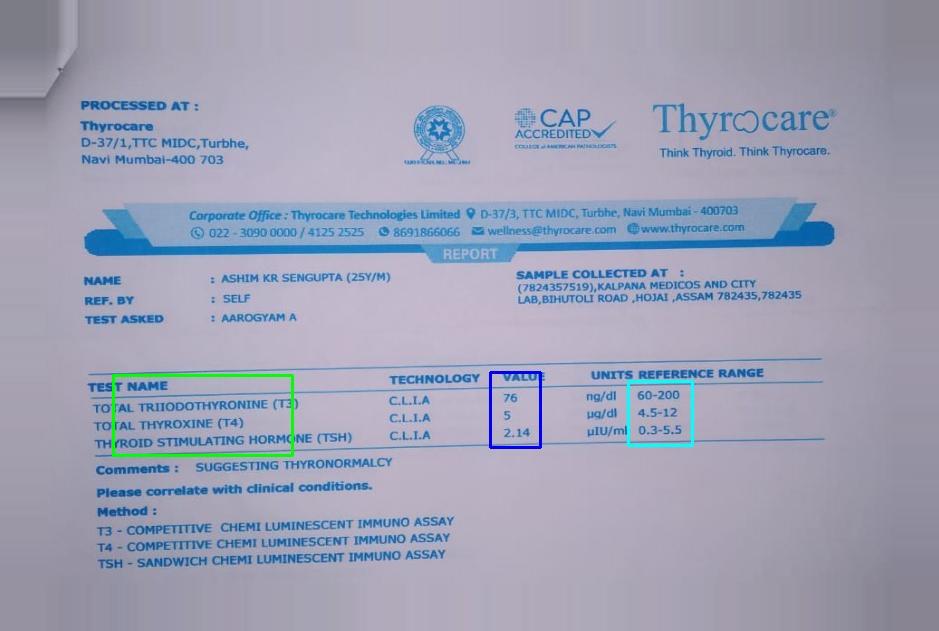 PROCESSED AT :
Thyrocare
D-37/1,TTC MIDC,Turbhe,
Navi Mumbai-400 703
CAP
ACCREDITED
COLLEGE of AMERICAN PATHOLOGISTS
Thyrocare®
Think Thyroid. Think Thyrocare.
Corporate Office : Thyrocare Technologies Limited D-37/3, TTC MIDC, Turbhe, Navi Mumbai - 400703
022 - 3090 0000 / 4125 2525 8691866066 wellness@thyrocare.com www.thyrocare.com
REPORT
NAME : ASHIM KR SENGUPTA (25Y/M)
REF. BY : SELF
TEST ASKED : AAROGYAM A
SAMPLE COLLECTED AT :
(7824357519),KALPANA MEDICOS AND CITY
LAB,BIHUTOLI ROAD ,HOJAI ,ASSAM 782435,782435
TEST NAME TECHNOLOGY VALUE UNITS REFERENCE RANGE
TOTAL TRIIODOTHYRONINE (T3) C.L.I.A 76 ng/dl 60-200
TOTAL THYROXINE (T4) C.L.I.A 5 µg/dl 4.5-12
THYROID STIMULATING HORMONE (TSH) C.L.I.A 2.14 µIU/ml 0.3-5.5
Comments : SUGGESTING THYRONORMALCY
Please correlate with clinical conditions.
Method :
T3 - COMPETITIVE CHEMI LUMINESCENT IMMUNO ASSAY
T4 - COMPETITIVE CHEMI LUMINESCENT IMMUNO ASSAY
TSH - SANDWICH CHEMI LUMINESCENT IMMUNO ASSAY